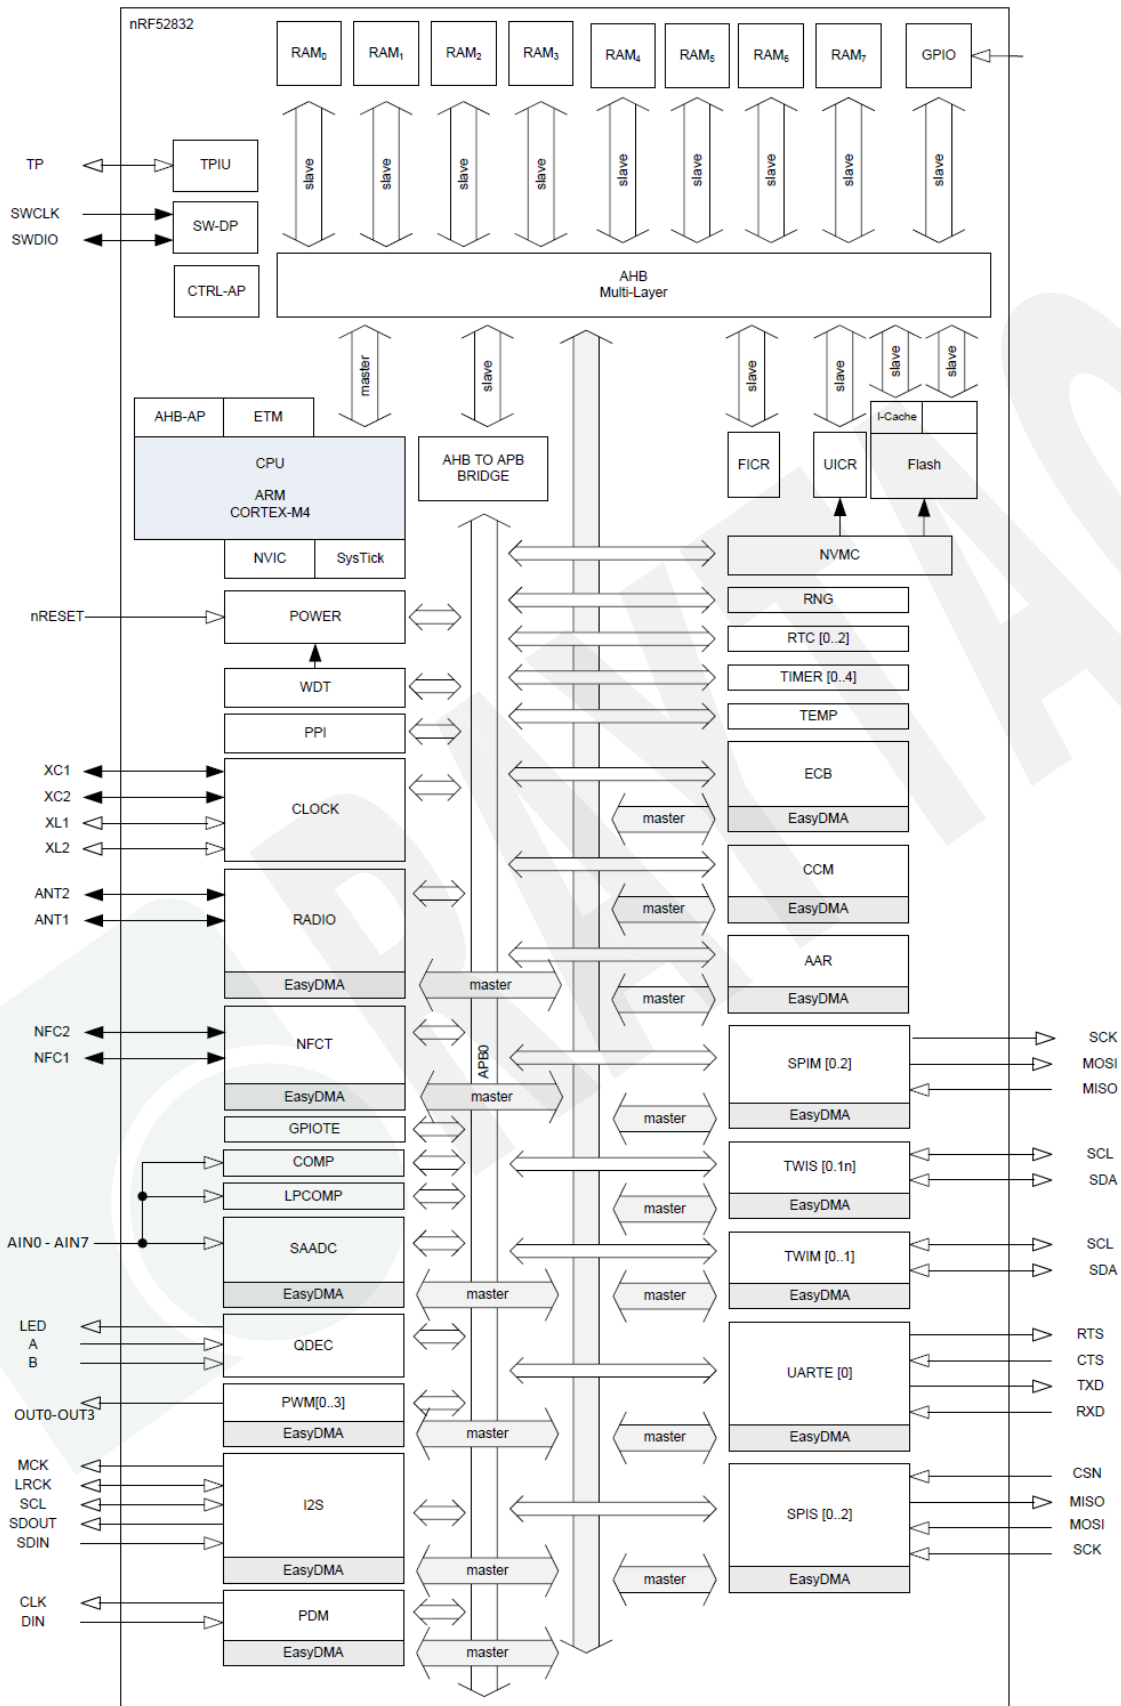 nRF52832
RAM0
RAM1
RAM2
RAM3
RAM4
RAM5
RAM6
RAM7
GPIO
slave
slave
slave
slave
slave
slave
slave
slave
slave
TP
TPIU
SWCLK
SWDIO
SW-DP
CTRL-AP
AHB
Multi-Layer
master
slave
slave
slave
slave
slave
AHB-AP
ETM
I-Cache
CPU
ARM
CORTEX-M4
AHB TO APB
BRIDGE
FICR
UICR
Flash
NVIC
SysTick
NVMC
nRESET
POWER
RNG
RTC [0..2]
WDT
TIMER [0..4]
PPI
TEMP
XC1
XC2
XL1
XL2
CLOCK
ECB
master
EasyDMA
ANT2
ANT1
RADIO
CCM
master
EasyDMA
AAR
EasyDMA
master
master
EasyDMA
NFC2
NFC1
NFCT
APB0
SPIM [0.2]
SCK
MOSI
MISO
EasyDMA
master
master
EasyDMA
GPIOTE
COMP
LPCOMP
TWIS [0.1n]
SCL
SDA
master
EasyDMA
AIN0 - AIN7
SAADC
TWIM [0..1]
SCL
SDA
EasyDMA
master
master
EasyDMA
LED
A
B
QDEC
UARTE [0]
RTS
CTS
TXD
RXD
OUT0-OUT3
PWM[0..3]
EasyDMA
master
master
EasyDMA
MCK
LRCK
SCL
SDOUT
SDIN
I2S
SPIS [0..2]
CSN
MISO
MOSI
SCK
EasyDMA
master
master
EasyDMA
CLK
DIN
PDM
EasyDMA
master
RAYTAC